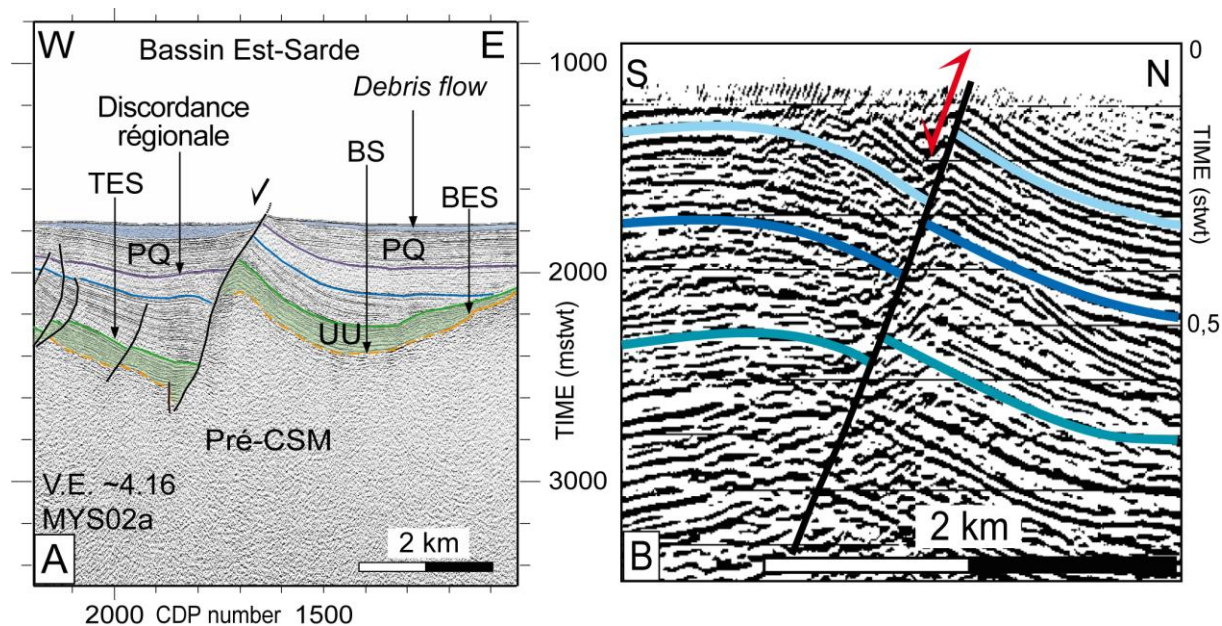 W
E
Bassin Est-Sarde
Debris flow
Discordance
régionale
BS
TES
BES
PQ
PQ
UU
Pré-CSM
V.E. ~4.16
MYS02a
2 km
A
2000 CDP number 1500
1000
2000
3000
TIME (mstwt)
S
N
0
TIME (stwt)
0,5
2 km
B